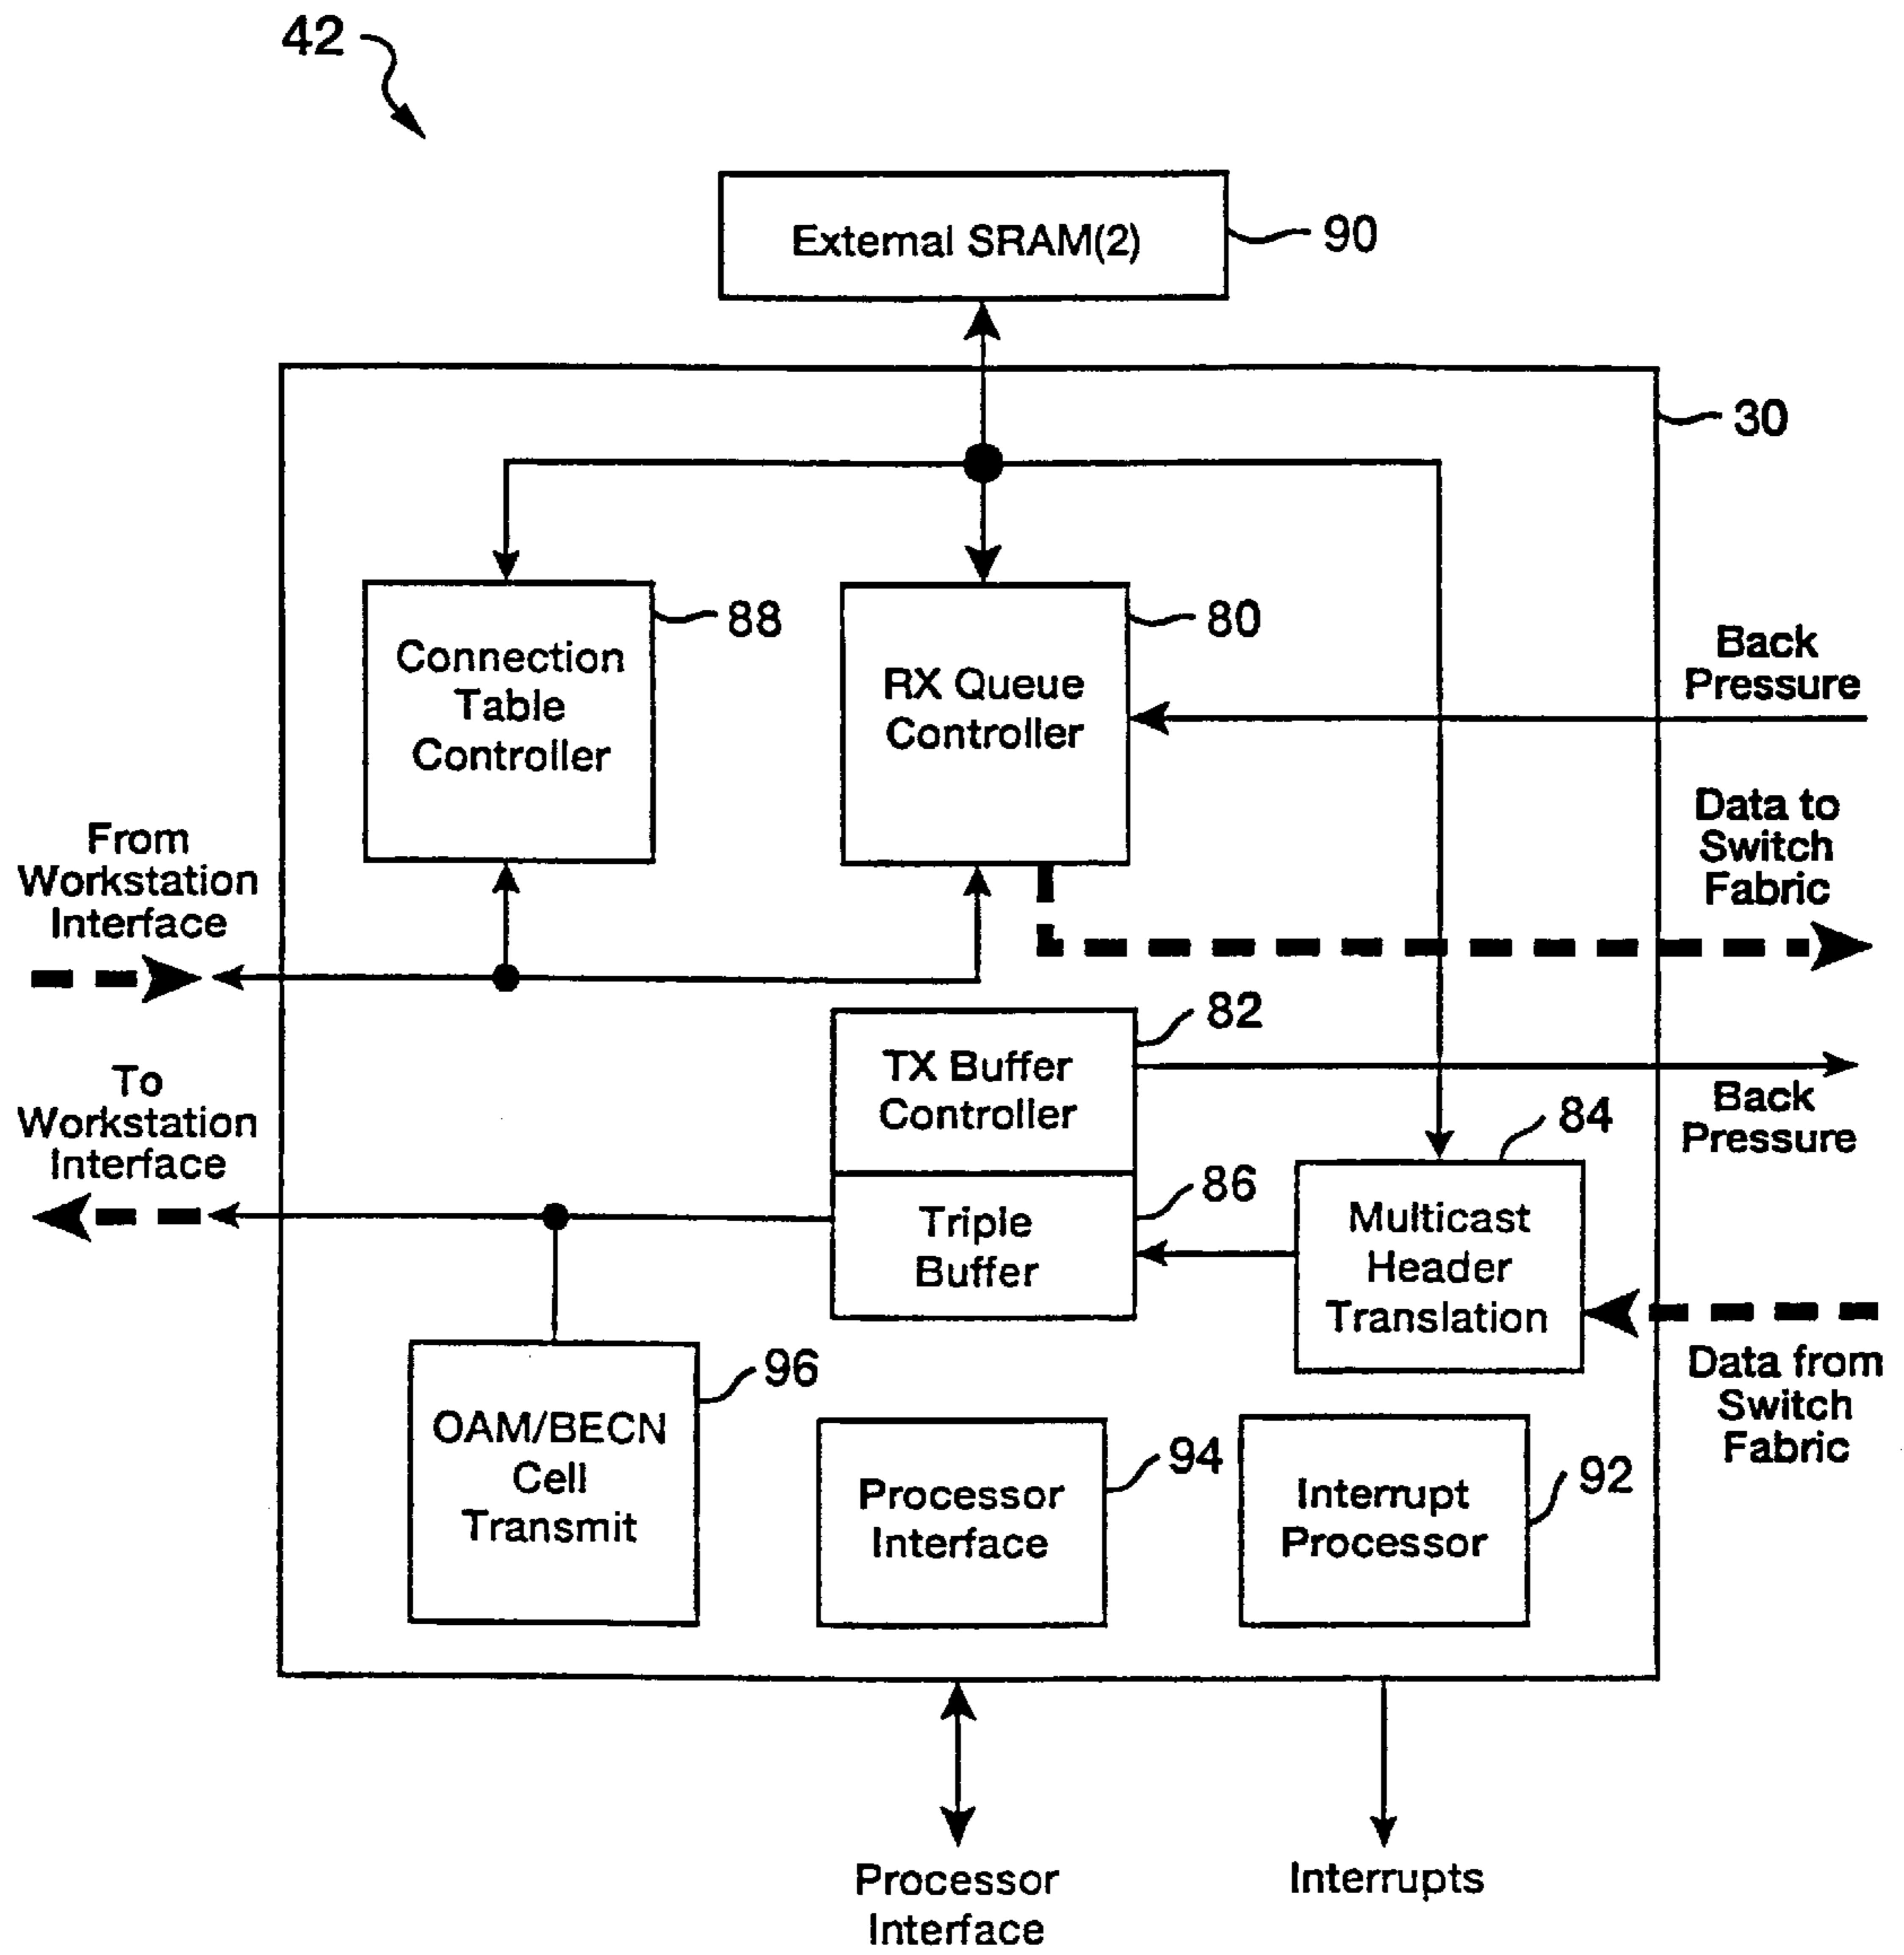 42
External SRAM(2)
90
30
88
Connection
Table
Controller
80
RX Queue
Controller
Back
Pressure
From
Workstation
Interface
Data to
Switch
Fabric
82
TX Buffer
Controller
To
Workstation
Interface
Back
Pressure
84
86
Triple
Buffer
Multicast
Header
Translation
Data from
Switch
Fabric
96
OAM/BECN
Cell
Transmit
94
Processor
Interface
92
Interrupt
Processor
Processor
Interface
Interrupts